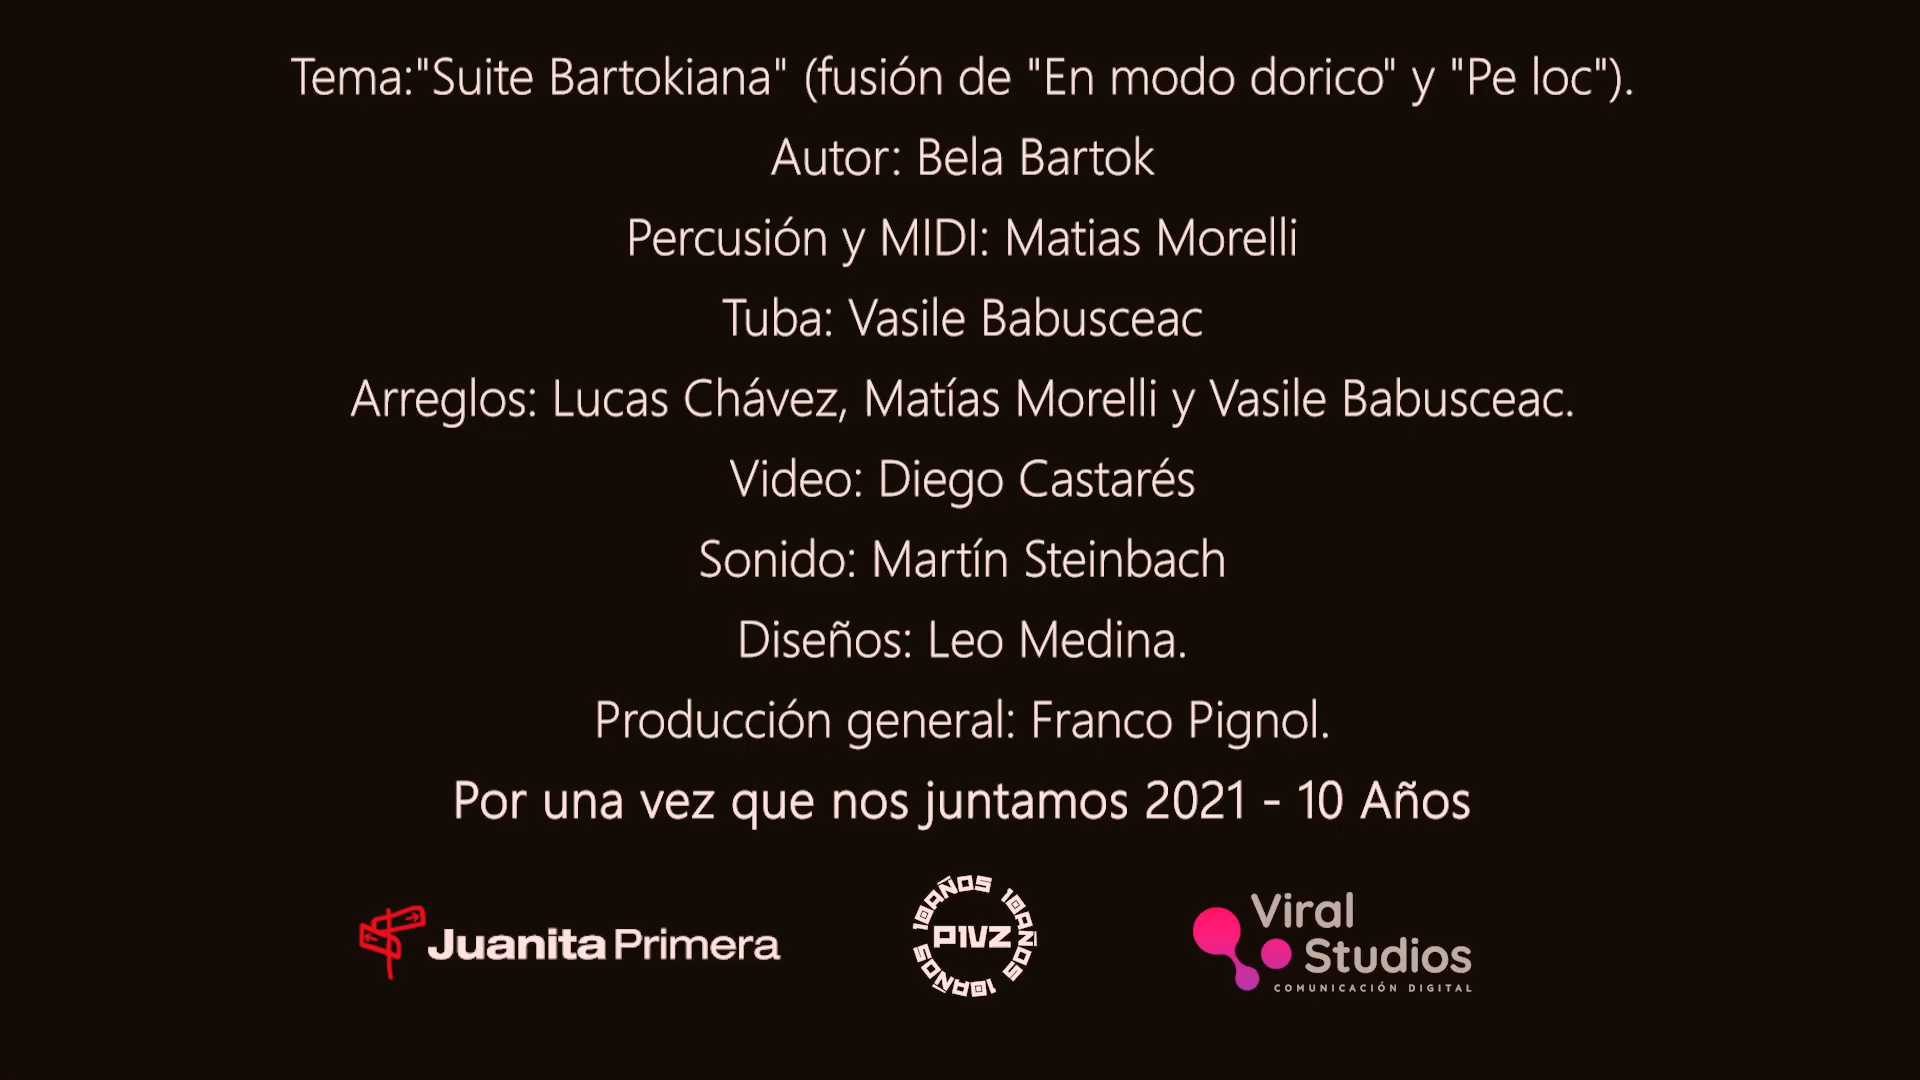 Tema:"Suite Bartokiana" (fusión de "En modo dorico" y "Pe loc").
Autor: Bela Bartok
Percusión y MIDI: Matias Morelli
Tuba: Vasile Babusceac
Arreglos: Lucas Chávez, Matías Morelli y Vasile Babusceac.
Video: Diego Castarés
Sonido: Martín Steinbach
Diseños: Leo Medina.
Producción general: Franco Pignol.
Por una vez que nos juntamos 2021 - 10 Años
Juanita Primera
10AÑOS 10AÑOS 10AÑOS 10AÑOS
P1VZ
Viral
Studios
COMUNICACIÓN DIGITAL